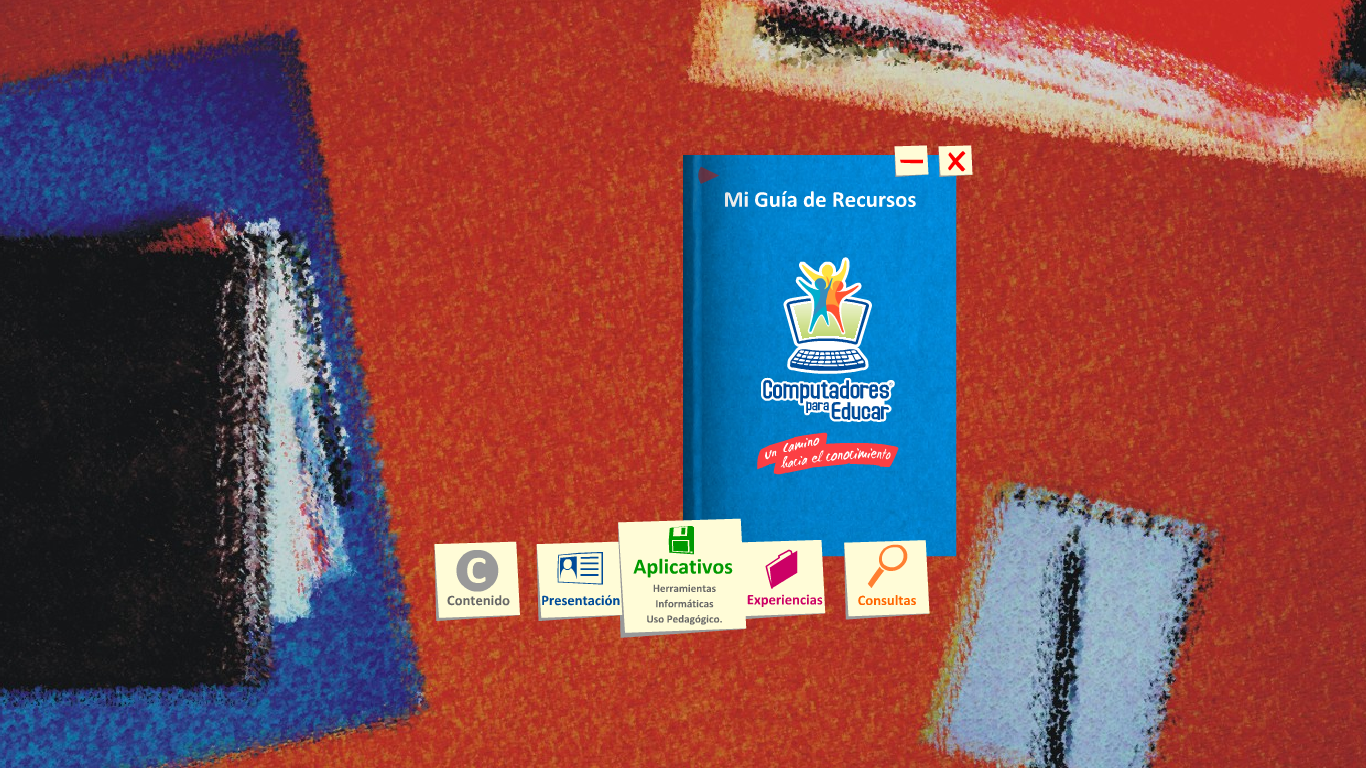 Mi Guía de Recursos
Computadores®
para Educar
un camino
hacia el conocimiento
C
Contenido
Presentación
Aplicativos
Herramientas
Informáticas
Uso Pedagógico.
Experiencias
Consultas